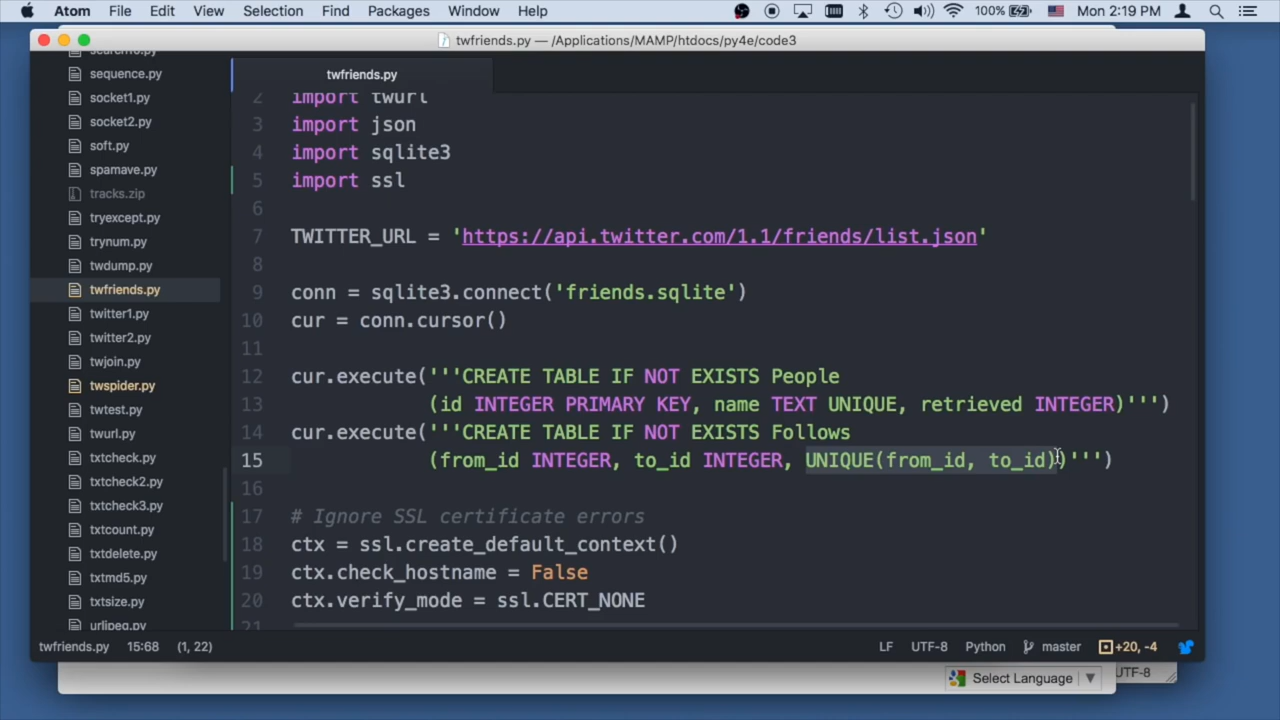 Atom File Edit View Selection Find Packages Window Help 100% Mon 2:19 PM
twfriends.py — /Applications/MAMP/htdocs/py4e/code3
twfriends.py
sequence.py
socket1.py
socket2.py
soft.py
spamave.py
tracks.zip
tryexcept.py
trynum.py
twdump.py
twfriends.py
twitter1.py
twitter2.py
twjoin.py
twspider.py
twtest.py
twurl.py
txtcheck.py
txtcheck2.py
txtcheck3.py
txtcount.py
txtdelete.py
txtmd5.py
txtsize.py
urljpeg.py
2 import twurl
3 import json
4 import sqlite3
5 import ssl
6
7 TWITTER_URL = 'https://api.twitter.com/1.1/friends/list.json'
8
9 conn = sqlite3.connect('friends.sqlite')
10 cur = conn.cursor()
11
12 cur.execute('''CREATE TABLE IF NOT EXISTS People
13 (id INTEGER PRIMARY KEY, name TEXT UNIQUE, retrieved INTEGER)''')
14 cur.execute('''CREATE TABLE IF NOT EXISTS Follows
15 (from_id INTEGER, to_id INTEGER, UNIQUE(from_id, to_id))''')
16
17 # Ignore SSL certificate errors
18 ctx = ssl.create_default_context()
19 ctx.check_hostname = False
20 ctx.verify_mode = ssl.CERT_NONE
21
twfriends.py 15:68 (1, 22) LF UTF-8 Python master +20, -4
Select Language ▼ UTF-8